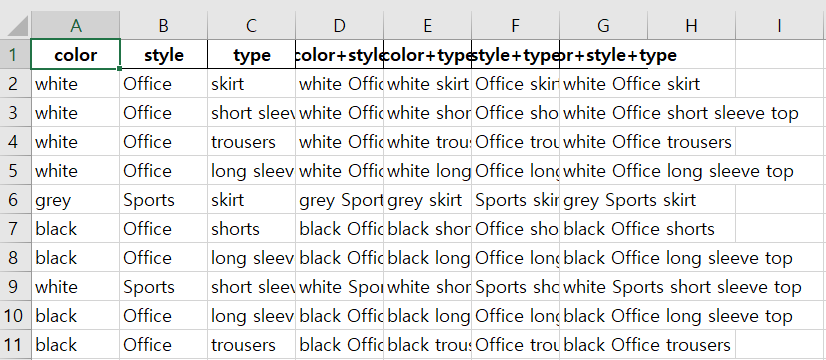 A B C D E F G H I
1 color style type color+style color+type style+type or+style+type
2 white Office skirt white Offic white skirt Office skir white Office skirt
3 white Office short sleev white Offic white shor Office sho white Office short sleeve top
4 white Office trousers white Offic white trou Office trou white Office trousers
5 white Office long sleev white Offic white long Office long white Office long sleeve top
6 grey Sports skirt grey Sport grey skirt Sports skir grey Sports skirt
7 black Office shorts black Offic black shor Office sho black Office shorts
8 black Office long sleev black Offic black long Office long black Office long sleeve top
9 white Sports short sleev white Spor white shor Sports sho white Sports short sleeve top
10 black Office long sleev black Offic black long Office long black Office long sleeve top
11 black Office trousers black Offic black trou Office trou black Office trousers